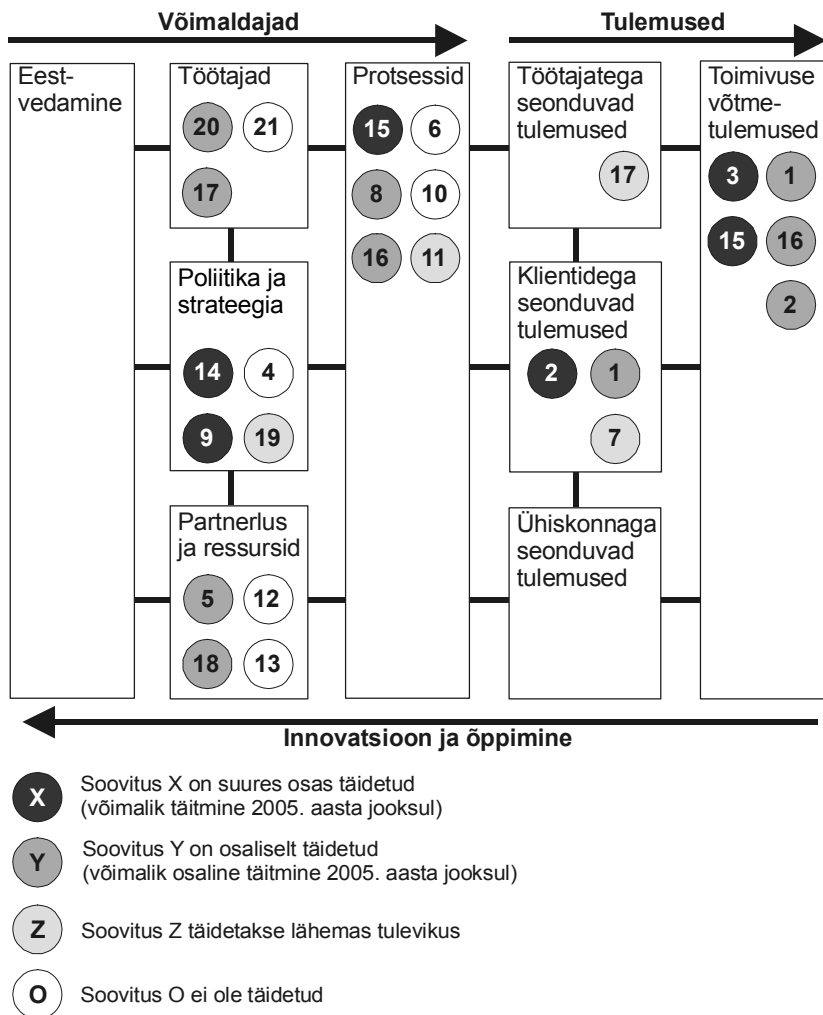 Võimaldajad
Tulemused
Eest-
vedamine
Töötajad
20 21
17
Poliitika ja
strateegia
14 4
9 19
Partnerlus
ja ressursid
5 12
18 13
Protsessid
15 6
8 10
16 11
Töötajatega
seonduvad
tulemused
17
Klientidega
seonduvad
tulemused
2 1
7
Ühiskonnaga
seonduvad
tulemused
Toimivuse
võtme-
tulemused
3 1
15 16
2
Innovatsioon ja õppimine
X Soovitus X on suures osas täidetud
(võimalik täitmine 2005. aasta jooksul)
Y Soovitus Y on osaliselt täidetud
(võimalik osaline täitmine 2005. aasta jooksul)
Z Soovitus Z täidetakse lähemas tulevikus
O Soovitus O ei ole täidetud